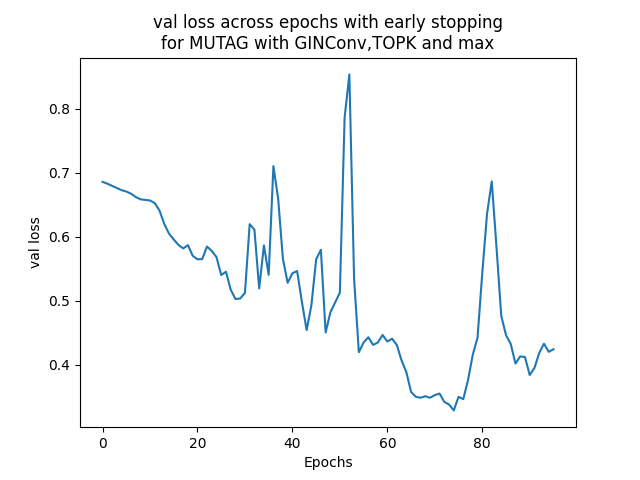 val loss across epochs with early stopping
for MUTAG with GINConv,TOPK and max
val loss
0.8
0.7
0.6
0.5
0.4
0 20 40 60 80
Epochs